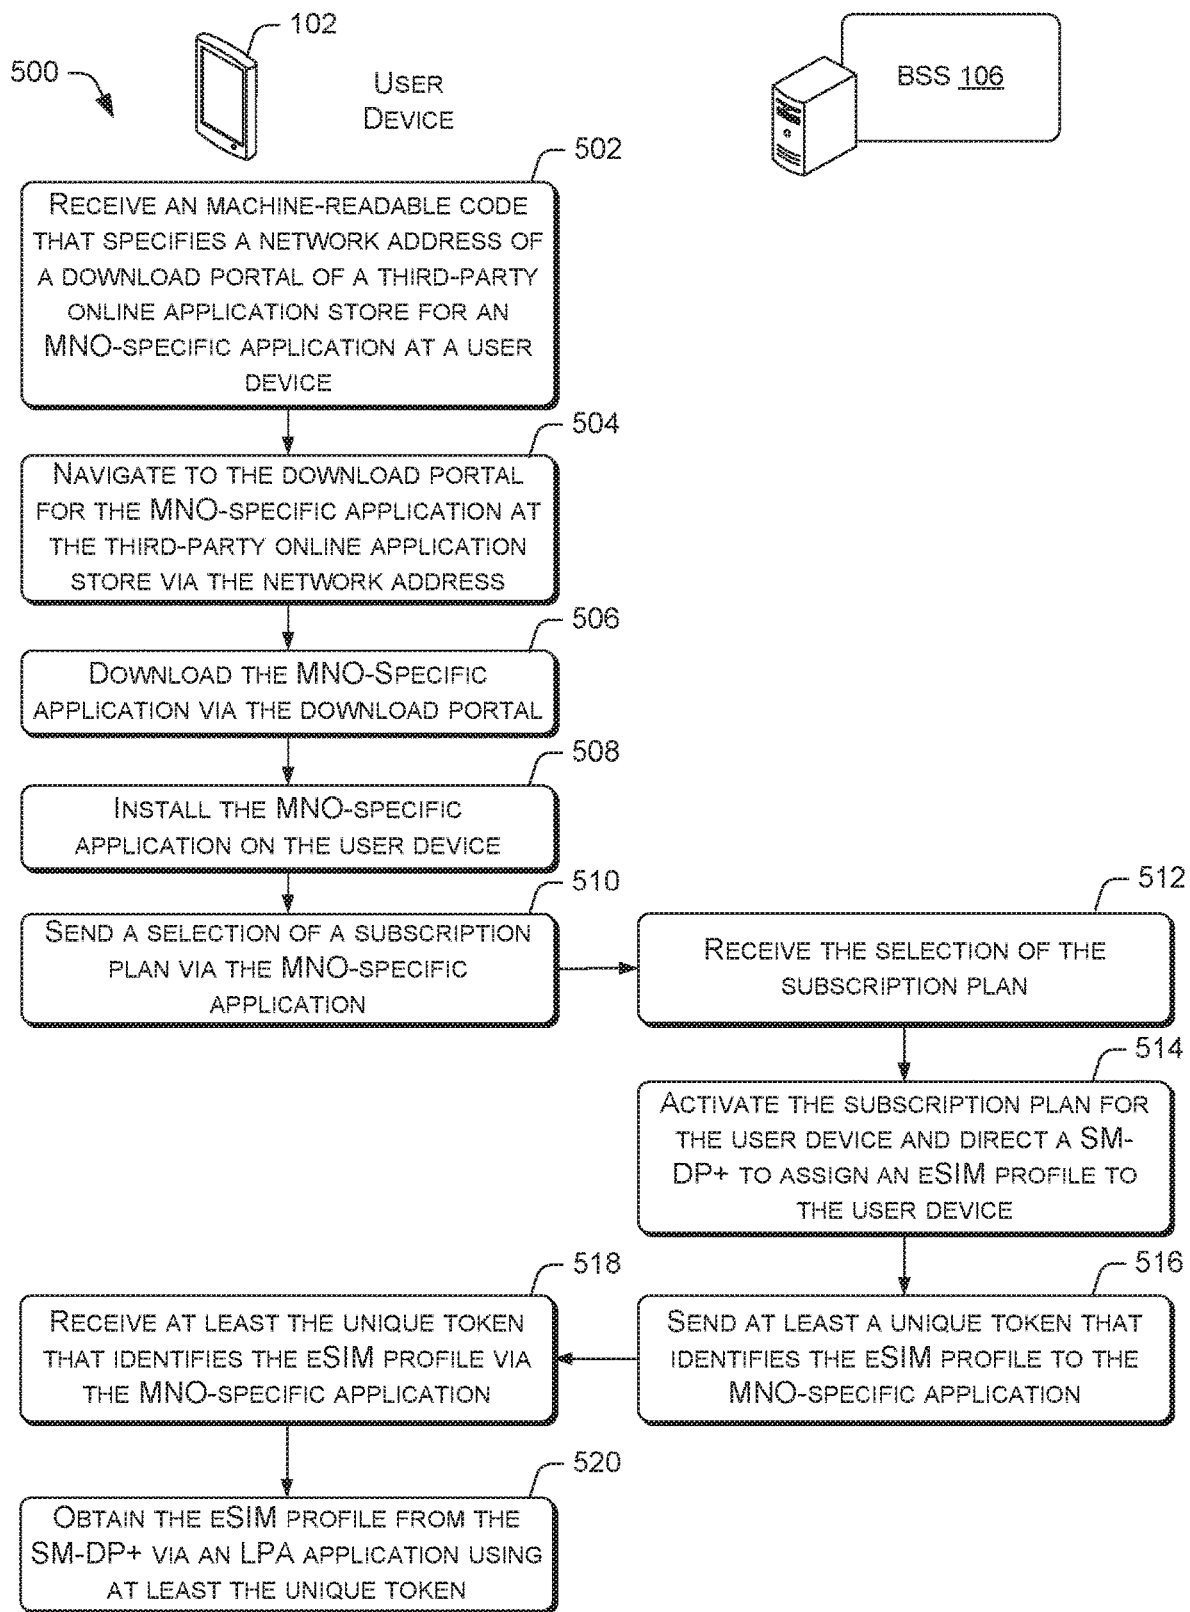 102
500
USER
DEVICE
BSS 106
502
RECEIVE AN MACHINE-READABLE CODE
THAT SPECIFIES A NETWORK ADDRESS OF
A DOWNLOAD PORTAL OF A THIRD-PARTY
ONLINE APPLICATION STORE FOR AN
MNO-SPECIFIC APPLICATION AT A USER
DEVICE
504
NAVIGATE TO THE DOWNLOAD PORTAL
FOR THE MNO-SPECIFIC APPLICATION AT
THE THIRD-PARTY ONLINE APPLICATION
STORE VIA THE NETWORK ADDRESS
506
DOWNLOAD THE MNO-SPECIFIC
APPLICATION VIA THE DOWNLOAD PORTAL
508
INSTALL THE MNO-SPECIFIC
APPLICATION ON THE USER DEVICE
510
SEND A SELECTION OF A SUBSCRIPTION
PLAN VIA THE MNO-SPECIFIC
APPLICATION
512
RECEIVE THE SELECTION OF THE
SUBSCRIPTION PLAN
514
ACTIVATE THE SUBSCRIPTION PLAN FOR
THE USER DEVICE AND DIRECT A SM-
DP+ TO ASSIGN AN ESIM PROFILE TO
THE USER DEVICE
516
SEND AT LEAST A UNIQUE TOKEN THAT
IDENTIFIES THE ESIM PROFILE TO THE
MNO-SPECIFIC APPLICATION
518
RECEIVE AT LEAST THE UNIQUE TOKEN
THAT IDENTIFIES THE ESIM PROFILE VIA
THE MNO-SPECIFIC APPLICATION
520
OBTAIN THE ESIM PROFILE FROM THE
SM-DP+ VIA AN LPA APPLICATION USING
AT LEAST THE UNIQUE TOKEN